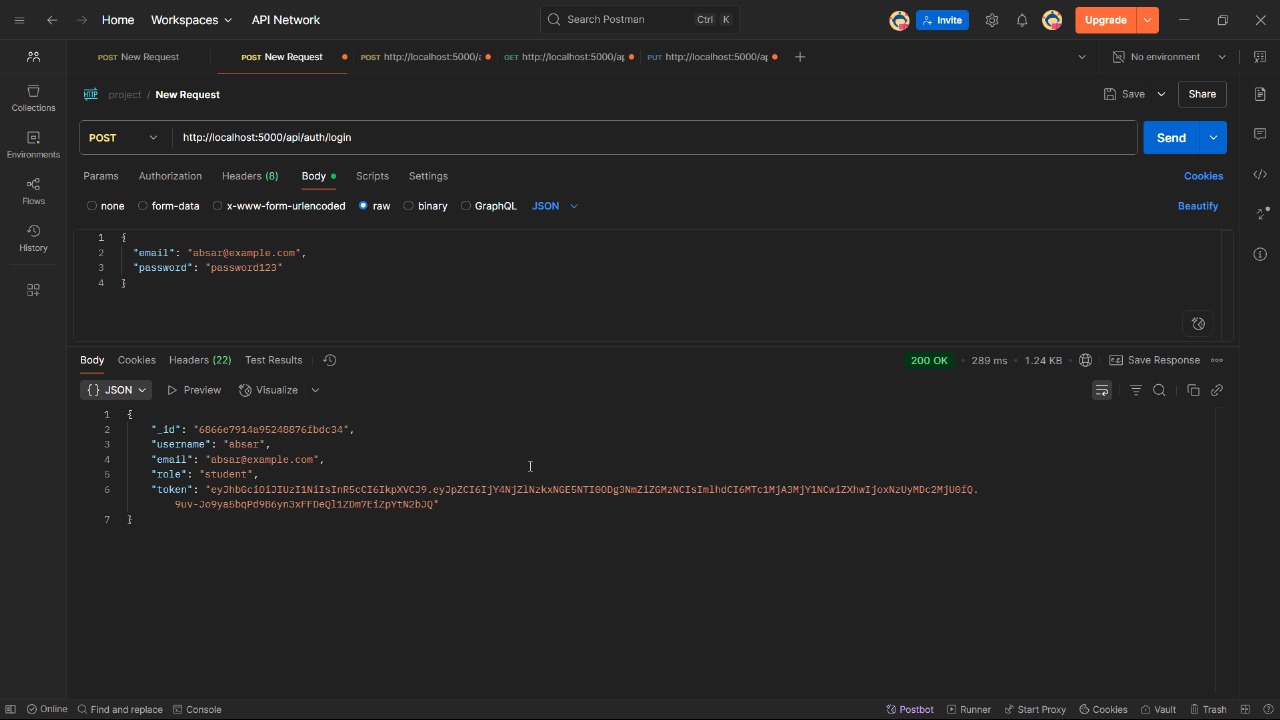 Home Workspaces API Network Search Postman Ctrl K Invite Upgrade
POST New Request POST New Request POST http://localhost:5000/a GET http://localhost:5000/ap PUT http://localhost:5000/ap No environment
HTTP project / New Request Save Share
Collections
Environments
Flows
History
POST http://localhost:5000/api/auth/login Send
Params Authorization Headers (8) Body Scripts Settings Cookies
none form-data x-www-form-urlencoded raw binary GraphQL JSON Beautify
1 {
2 "email": "absar@example.com",
3 "password": "password123"
4 }
Body Cookies Headers (22) Test Results 200 OK 289 ms 1.24 KB Save Response
{} JSON Preview Visualize
1 {
2 "_id": "6866e7914a95248876fbdc34",
3 "username": "absar",
4 "email": "absar@example.com",
5 "role": "student",
6 "token":
7 }
Online Find and replace Console Postbot Runner Start Proxy Cookies Vault Trash